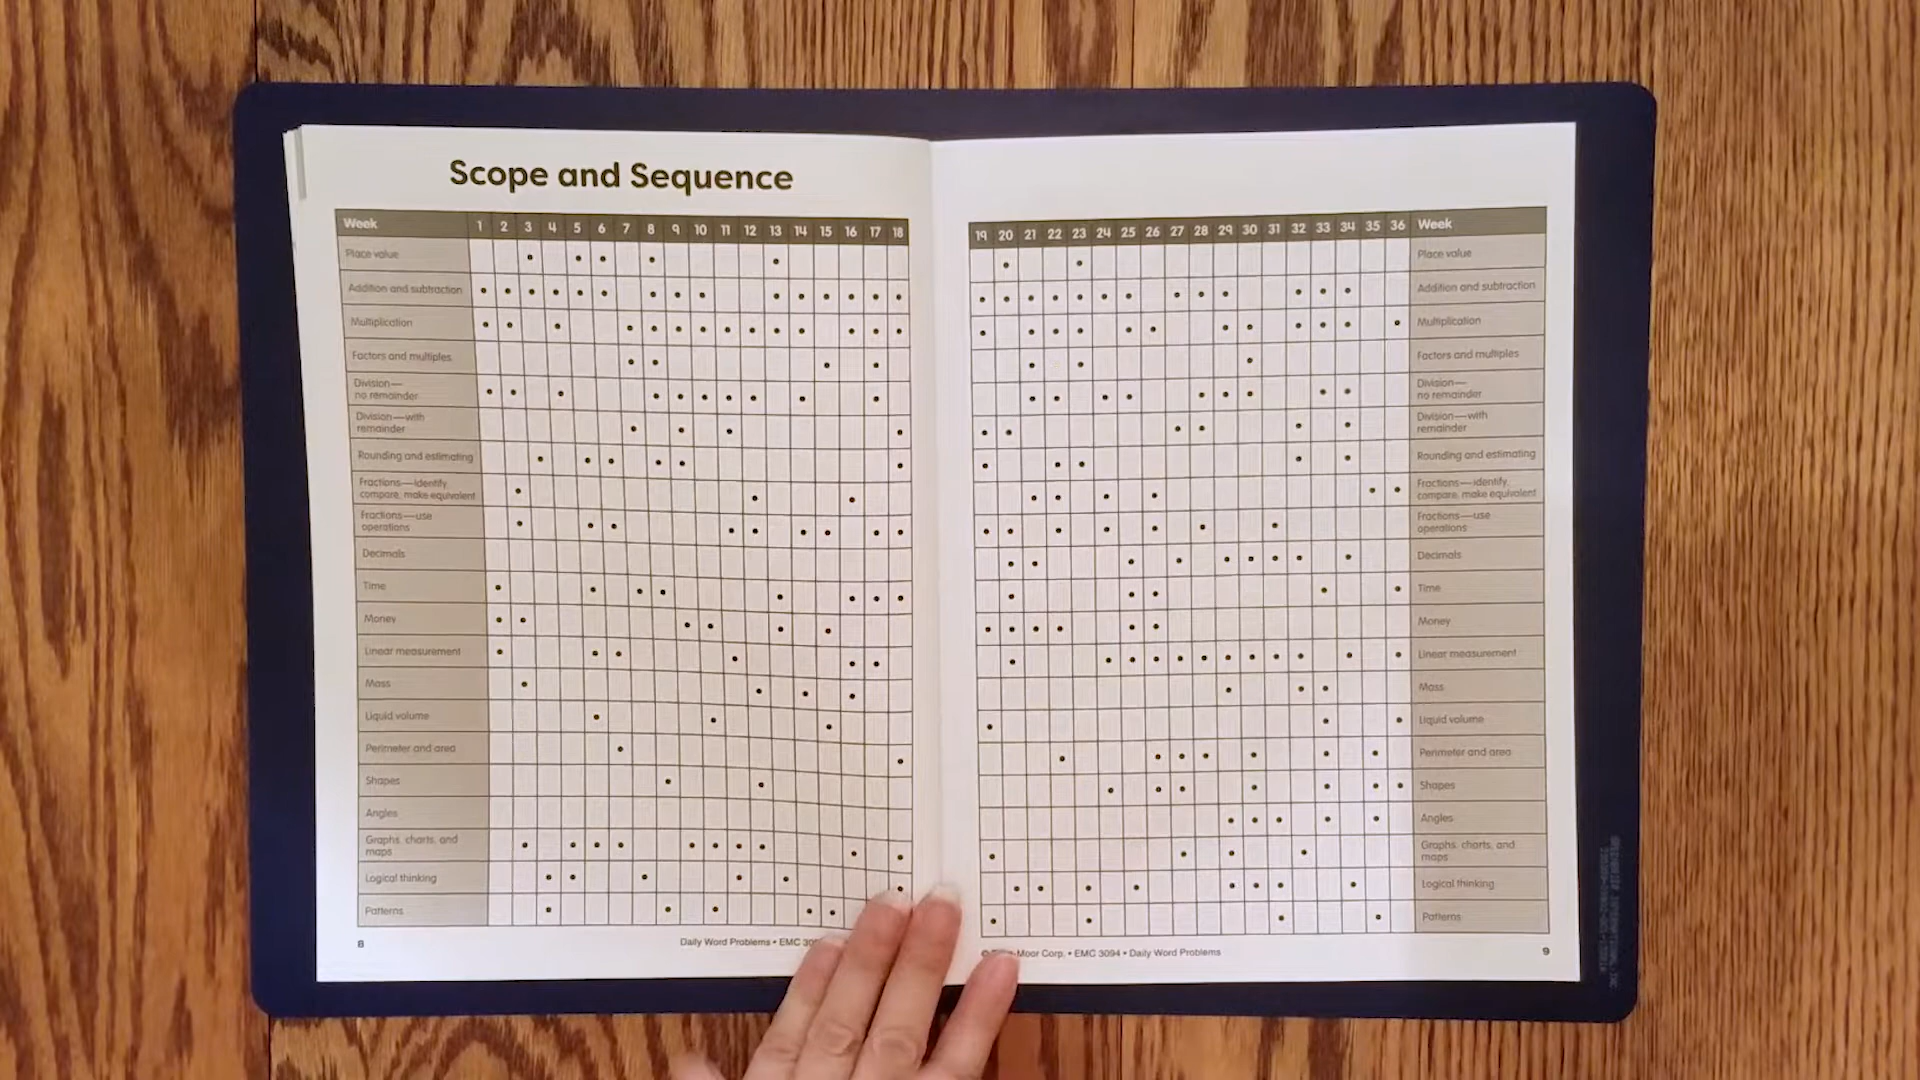 Scope and Sequence
Week 1 2 3 4 5 6 7 8 9 10 11 12 13 14 15 16 17 18
Place value
Addition and subtraction
Multiplication
Factors and multiples
Division—
no remainder
Division—with
remainder
Rounding and estimating
Fractions—identify,
compare, make equivalent
Fractions—use
operations
Decimals
Time
Money
Linear measurement
Mass
Liquid volume
Perimeter and area
Shapes
Angles
Graphs, charts, and
maps
Logical thinking
Patterns
8
Daily Word Problems • EMC
19 20 21 22 23 24 25 26 27 28 29 30 31 32 33 34 35 36 Week
Place value
Addition and subtraction
Multiplication
Factors and multiples
Division—
no remainder
Division—with
remainder
Rounding and estimating
Fractions—identify,
compare, make equivalent
Fractions—use
operations
Decimals
Time
Money
Linear measurement
Mass
Liquid volume
Perimeter and area
Shapes
Angles
Graphs, charts, and
maps
Logical thinking
Patterns
Moor Corp. • EMC 3094 • Daily Word Problems
9